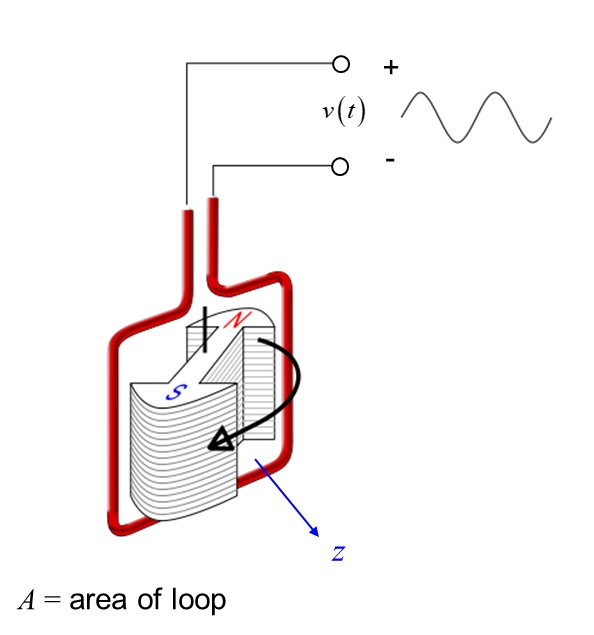 +
v(t)
-
N
S
z
A = area of loop